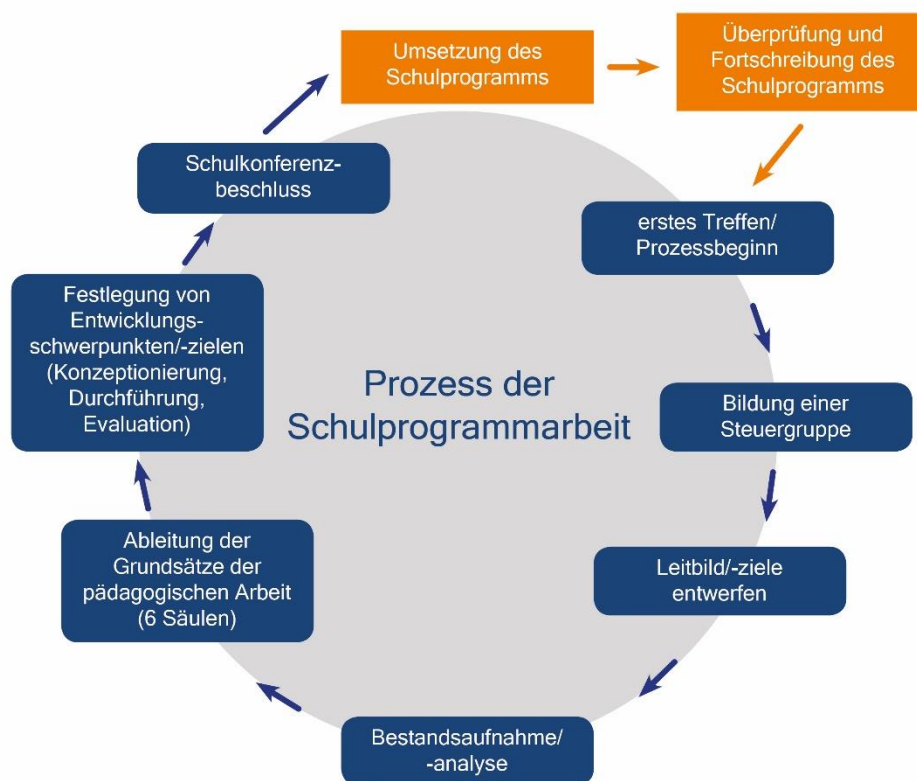 Umsetzung des
Schulprogramms
Überprüfung und
Fortschreibung des
Schulprogramms
erstes Treffen/
Prozessbeginn
Bildung einer
Steuergruppe
Leitbild/-ziele
entwerfen
Bestandsaufnahme/
-analyse
Ableitung der
Grundsätze der
pädagogischen Arbeit
(6 Säulen)
Festlegung von
Entwicklungs-
schwerpunkten/-zielen
(Konzeptionierung,
Durchführung,
Evaluation)
Schulkonferenz-
beschluss
Prozess der
Schulprogrammarbeit